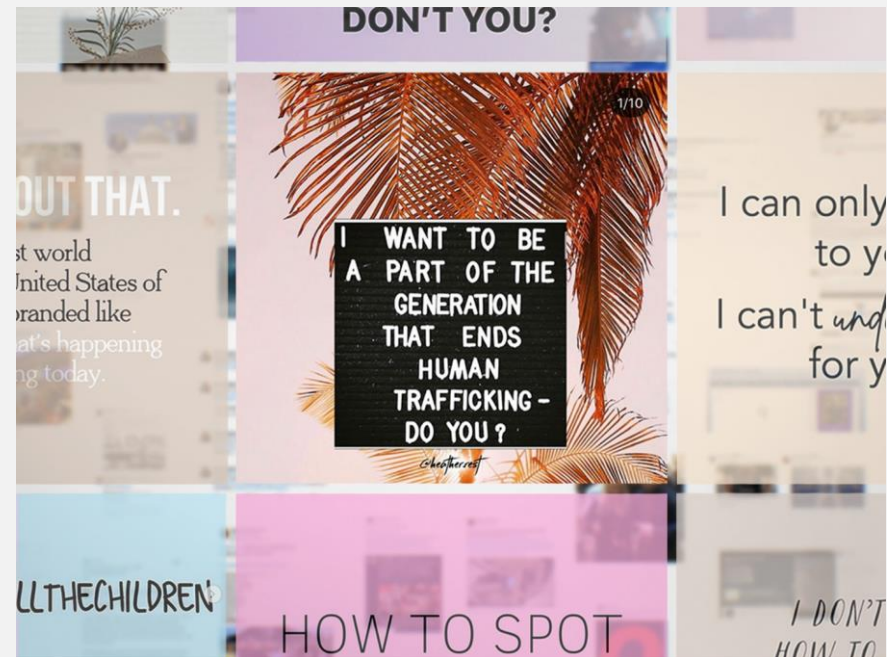 DON'T YOU?
1/10
OUT THAT.
st world
United States of
branded like
at's happening
ng today.
I WANT TO BE
A PART OF THE
GENERATION
THAT ENDS
HUMAN
TRAFFICKING-
DO YOU?
@heatherrest
I can only
to y
I can't und
for y
LLTHECHILDREN
HOW TO SPOT
I DON'T
HOW TO